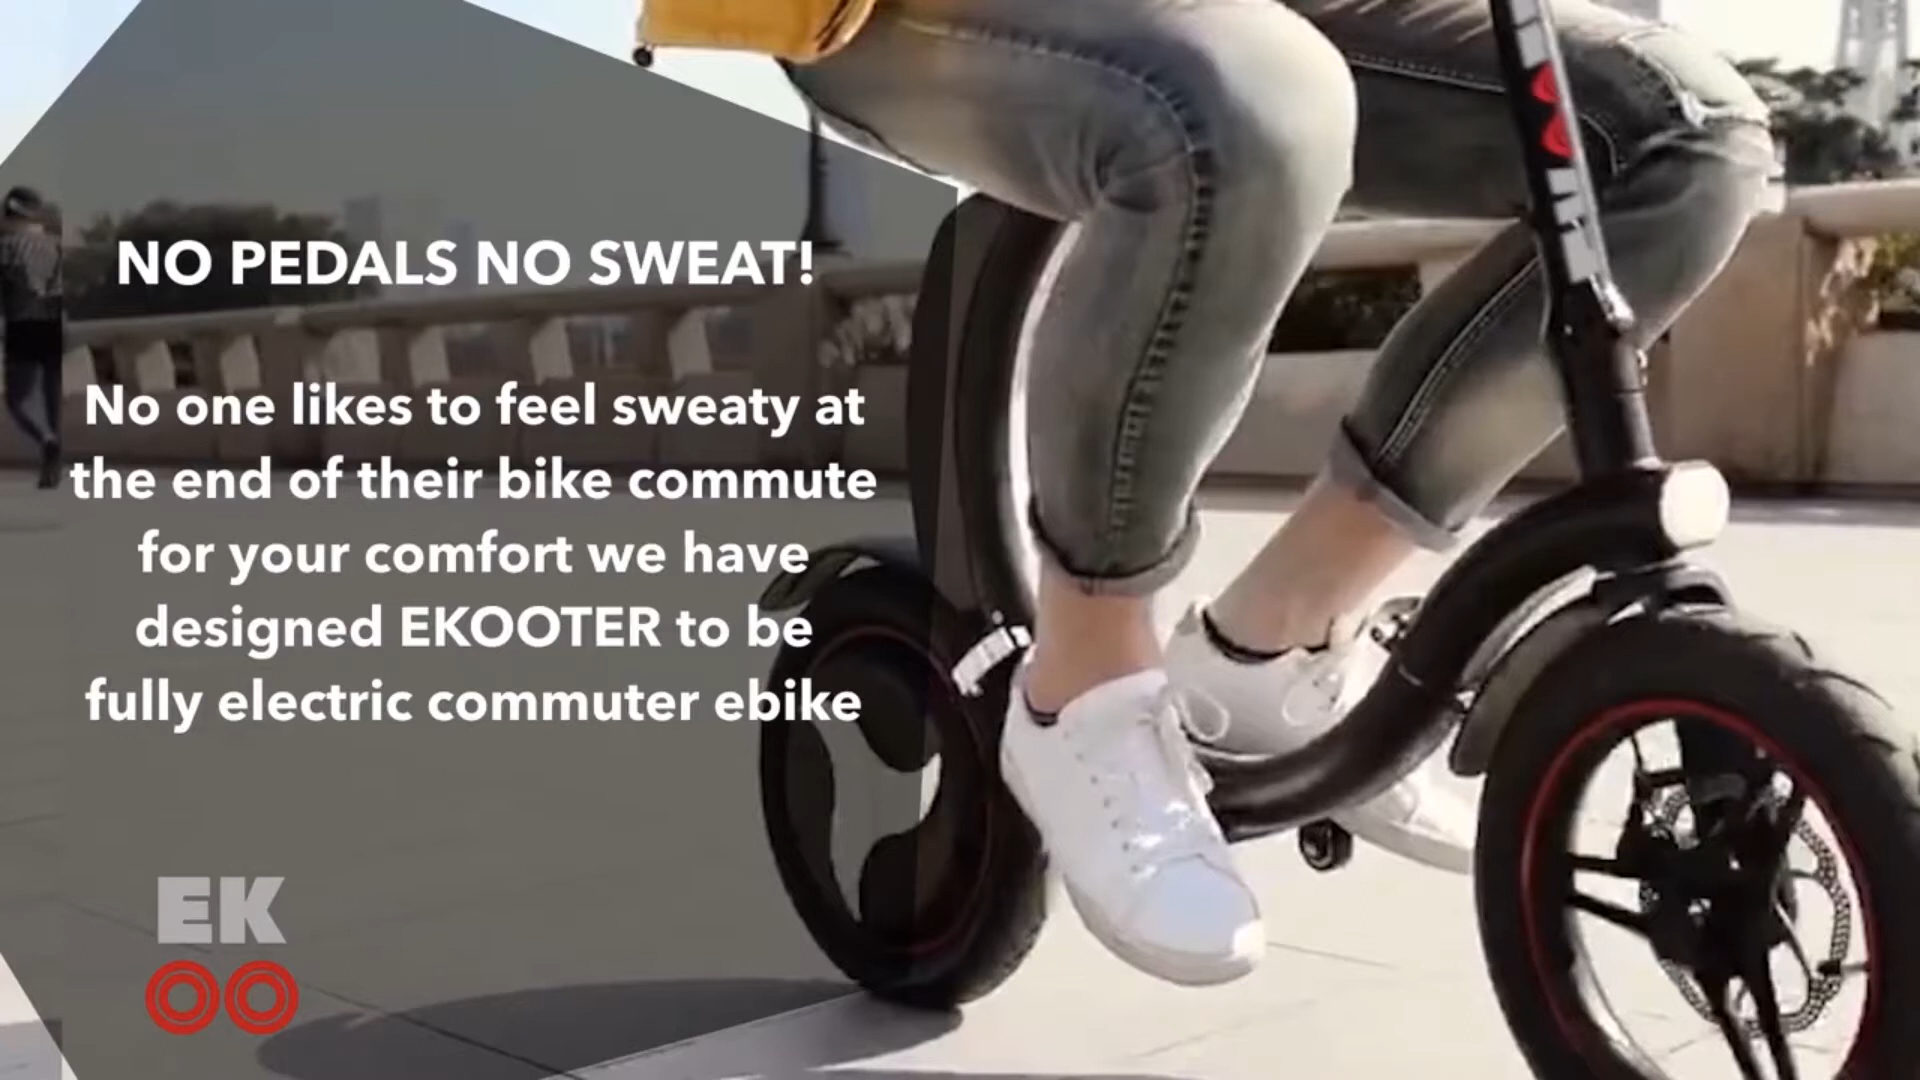 NO PEDALS NO SWEAT!
No one likes to feel sweaty at
the end of their bike commute
for your comfort we have
designed EKOOTER to be
fully electric commuter ebike
EK
OO